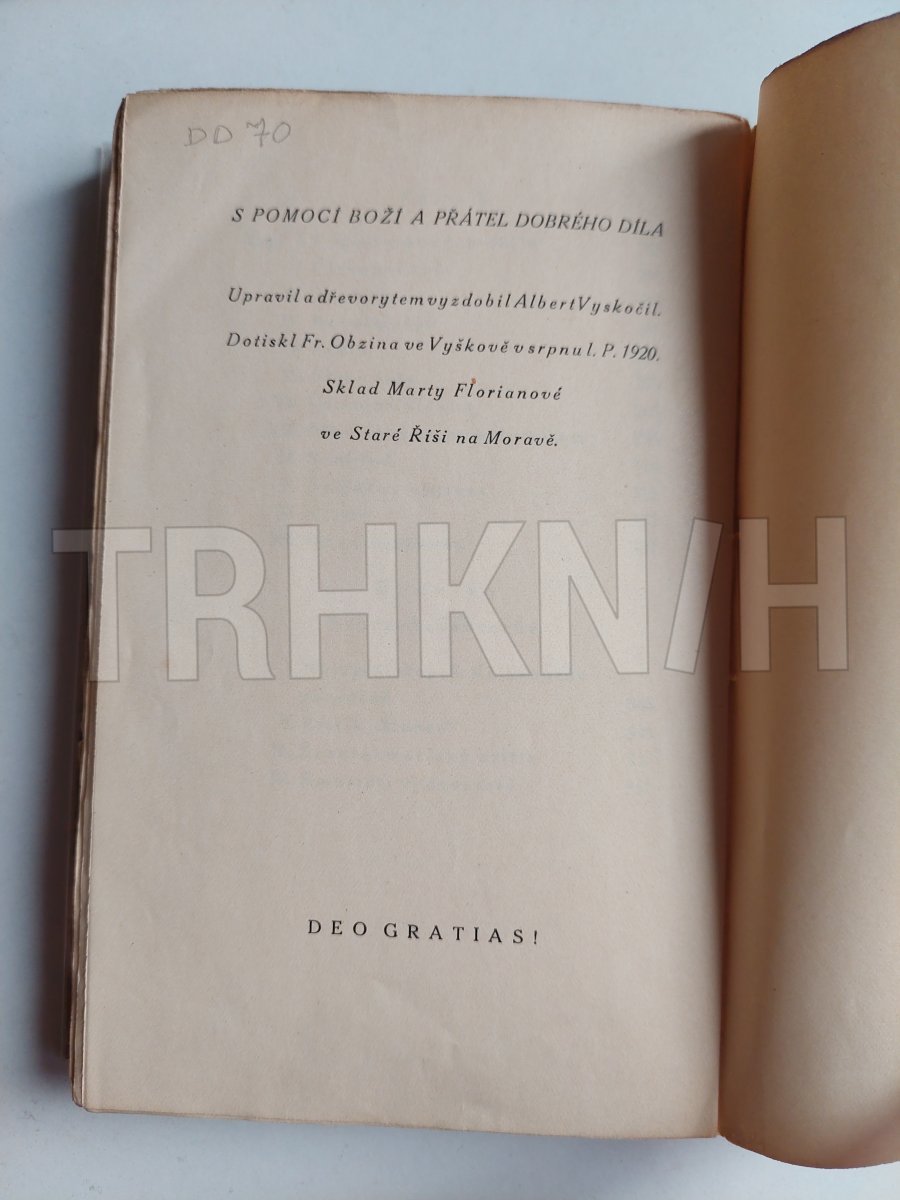 DD 70
S POMOCÍ BOŽÍ A PŘÁTEL DOBRÉHO DÍLA
Upravil a dřevorytem vyzdobil Albert Vyskočil.
Dotiskl Fr. Obzina ve Vyškově v srpnu l. P. 1920.
Sklad Marty Florianové
ve Staré Říši na Moravě.
TRHKN/H
DEO GRATIAS!